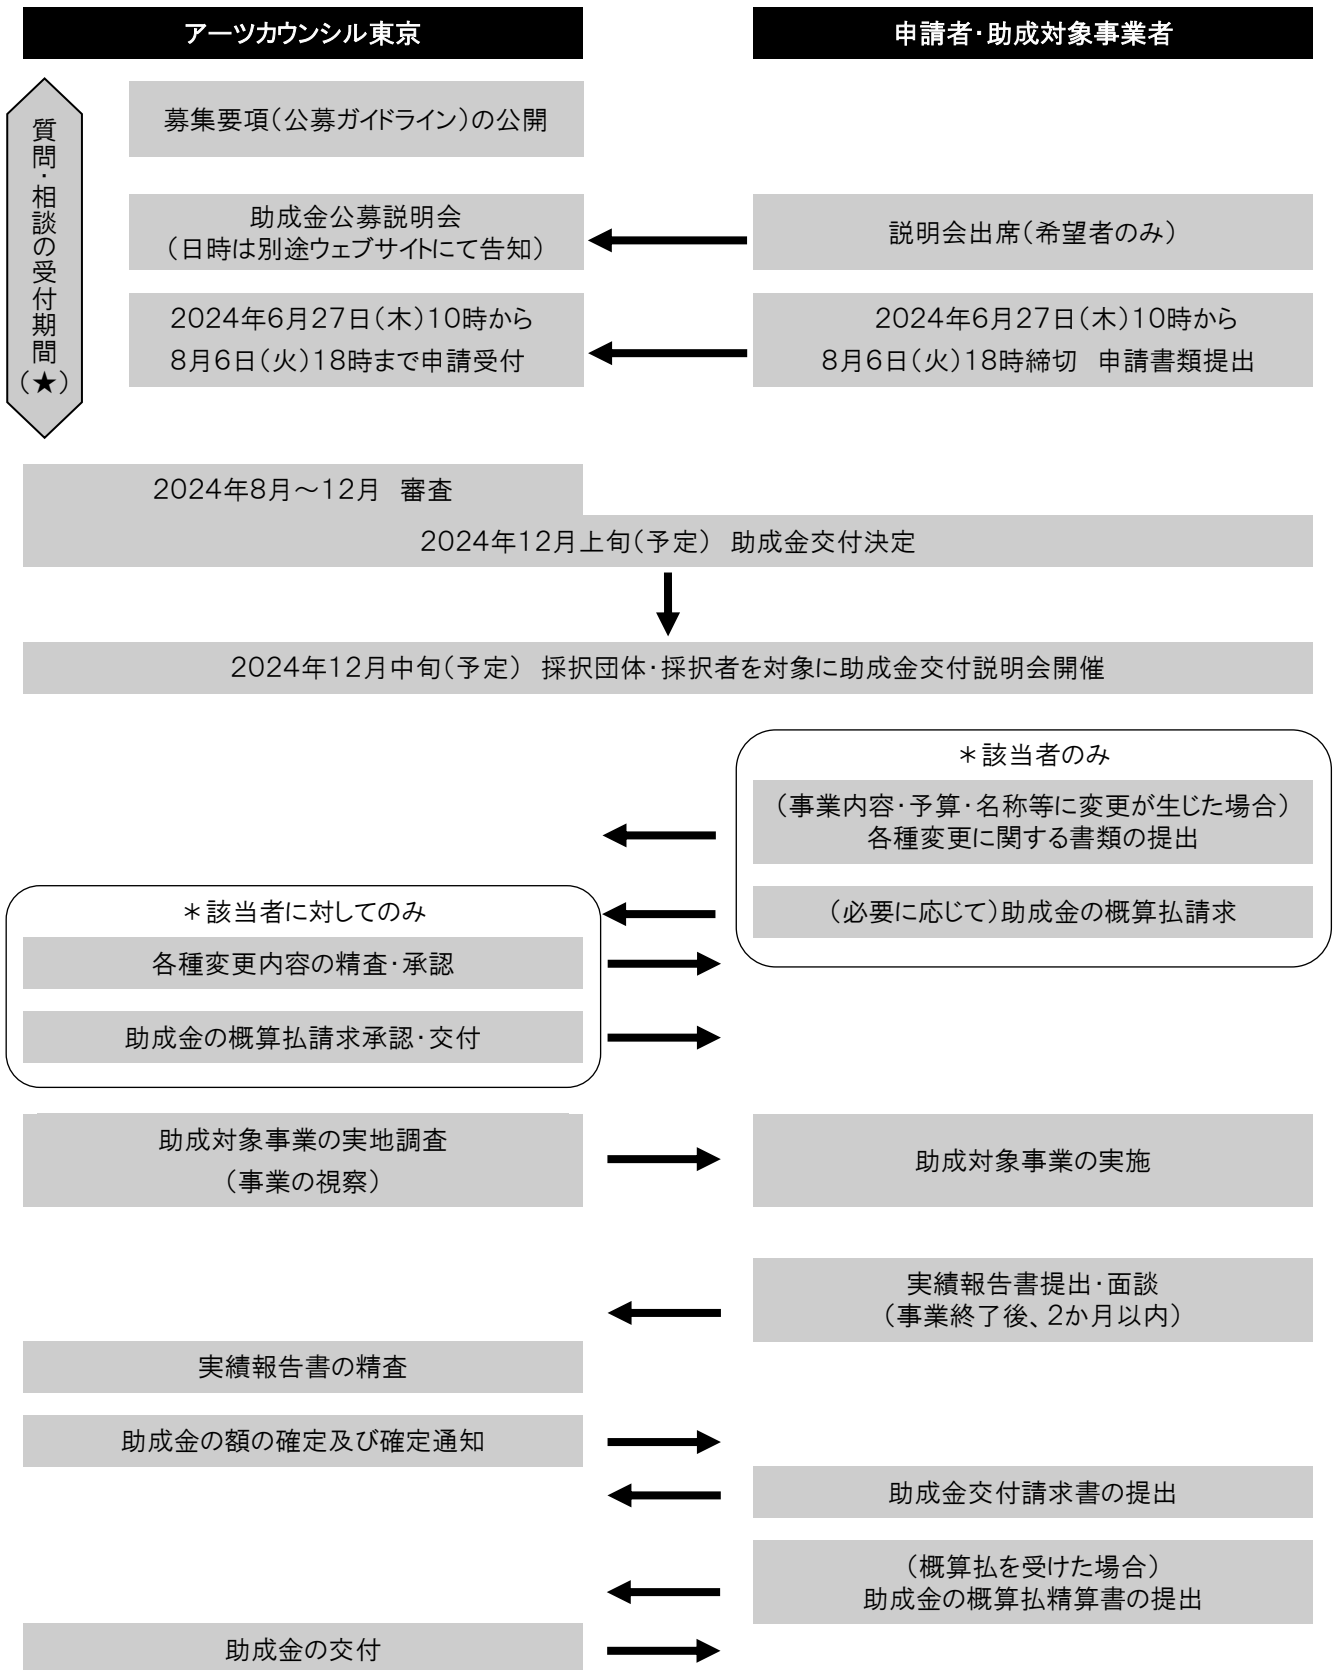 アーツカウンシル東京
申請者・助成対象事業者
質問・相談の受付期間(★)
募集要項(公募ガイドライン)の公開
助成金公募説明会
(日時は別途ウェブサイトにて告知)
説明会出席(希望者のみ)
2024年6月27日(木)10時から
8月6日(火)18時まで申請受付
2024年6月27日(木)10時から
8月6日(火)18時締切 申請書類提出
2024年8月~12月 審査
2024年12月上旬(予定) 助成金交付決定
2024年12月中旬(予定) 採択団体・採択者を対象に助成金交付説明会開催
*該当者のみ
(事業内容・予算・名称等に変更が生じた場合)
各種変更に関する書類の提出
(必要に応じて)助成金の概算払請求
*該当者に対してのみ
各種変更内容の精査・承認
助成金の概算払請求承認・交付
助成対象事業の実地調査
(事業の視察)
助成対象事業の実施
実績報告書提出・面談
(事業終了後、2か月以内)
実績報告書の精査
助成金の額の確定及び確定通知
助成金交付請求書の提出
(概算払を受けた場合)
助成金の概算払精算書の提出
助成金の交付